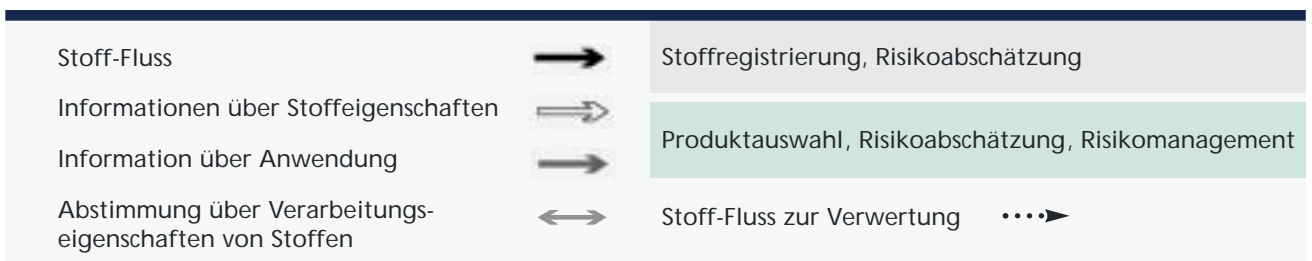 Stoff-Fluss
Informationen über Stoffeigenschaften
Information über Anwendung
Abstimmung über Verarbeitungs-
eigenschaften von Stoffen
Stoffregistrierung, Risikoabschätzung
Produktauswahl, Risikoabschätzung, Risikomanagement
Stoff-Fluss zur Verwertung